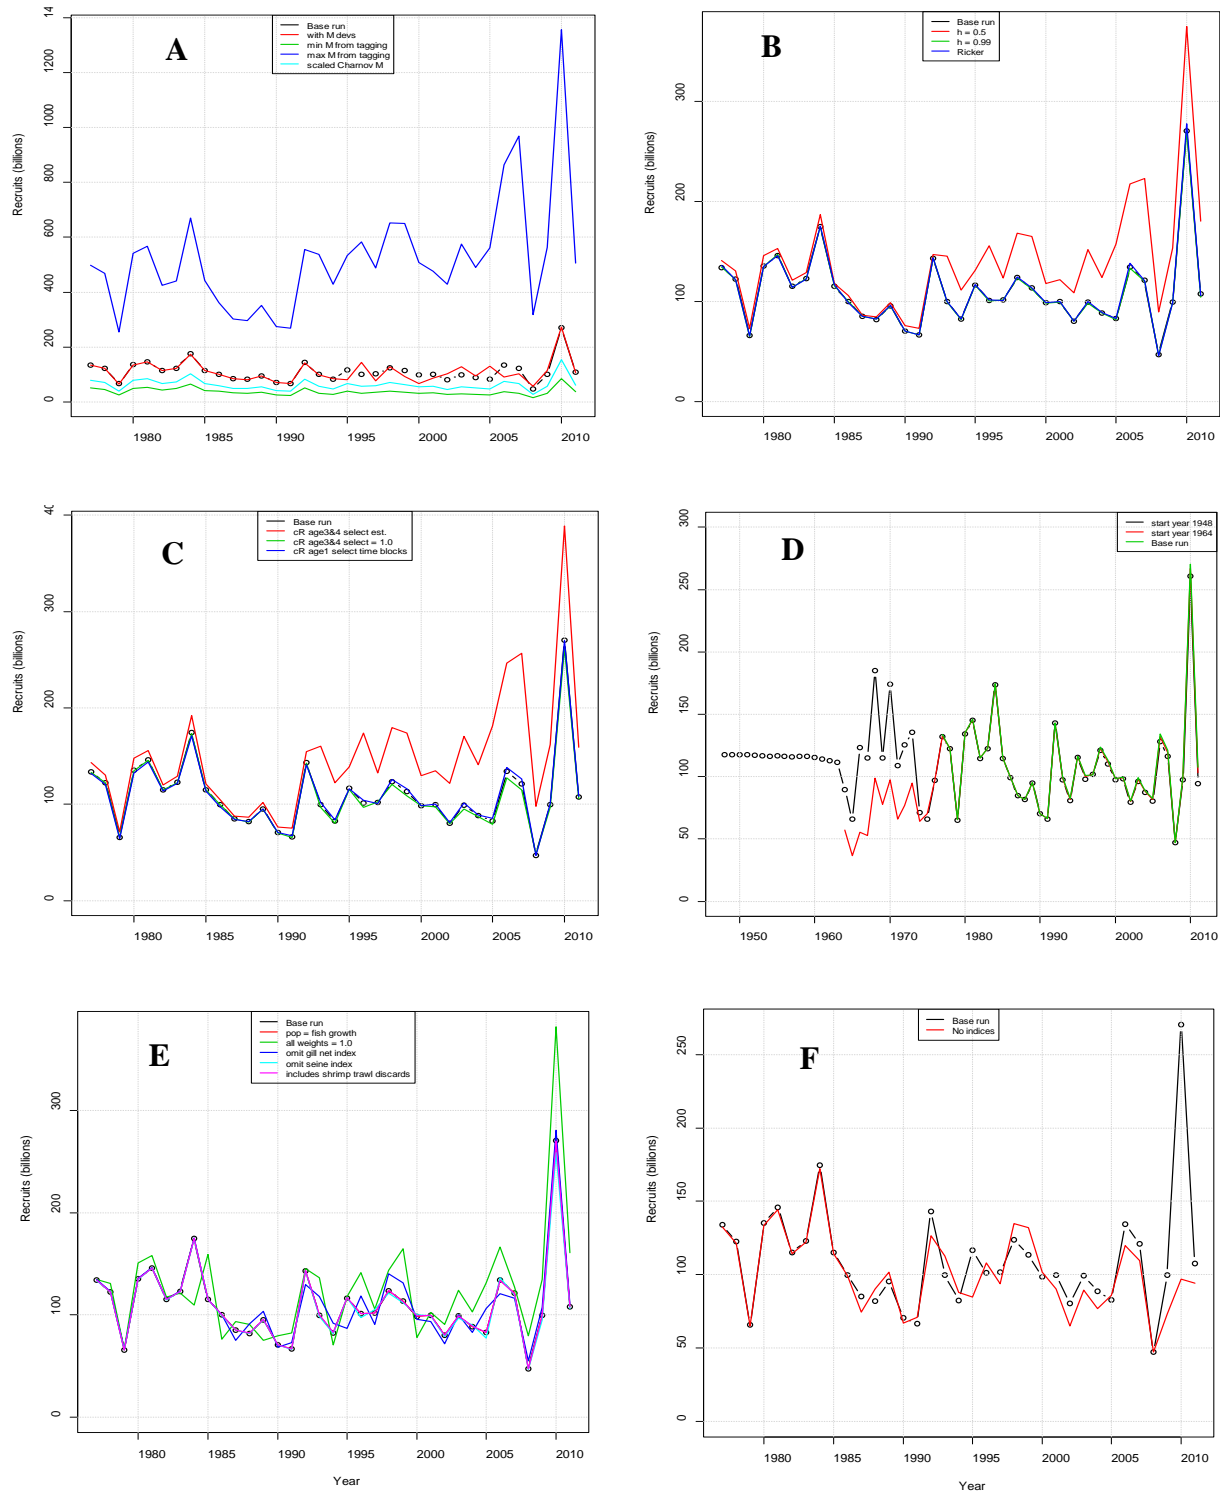 A
Base run
with M devs
min M from tagging
max M from tagging
scaled Charnov M
Recruits (billions)
0
200
400
600
800
1000
1200
1980
1985
1990
1995
2000
2005
2010
B
Base run
h = 0.5
h = 0.99
Ricker
Recruits (billions)
0
100
200
300
1980
1985
1990
1995
2000
2005
2010
C
Base run
cR age3&4 select est.
cR age3&4 select = 1.0
cR age1 select time blocks
Recruits (billions)
0
100
200
300
1980
1985
1990
1995
2000
2005
2010
D
start year 1948
start year 1964
Base run
Recruits (billions)
0
50
100
150
200
250
300
1950
1960
1970
1980
1990
2000
2010
E
Base run
pop = fish growth
all weights = 1.0
omit gill net index
omit seine index
includes shrimp trawl discards
Recruits (billions)
0
100
200
300
1980
1985
1990
1995
2000
2005
2010
Year
F
Base run
No indices
Recruits (billions)
0
50
100
150
200
250
1980
1985
1990
1995
2000
2005
2010
Year